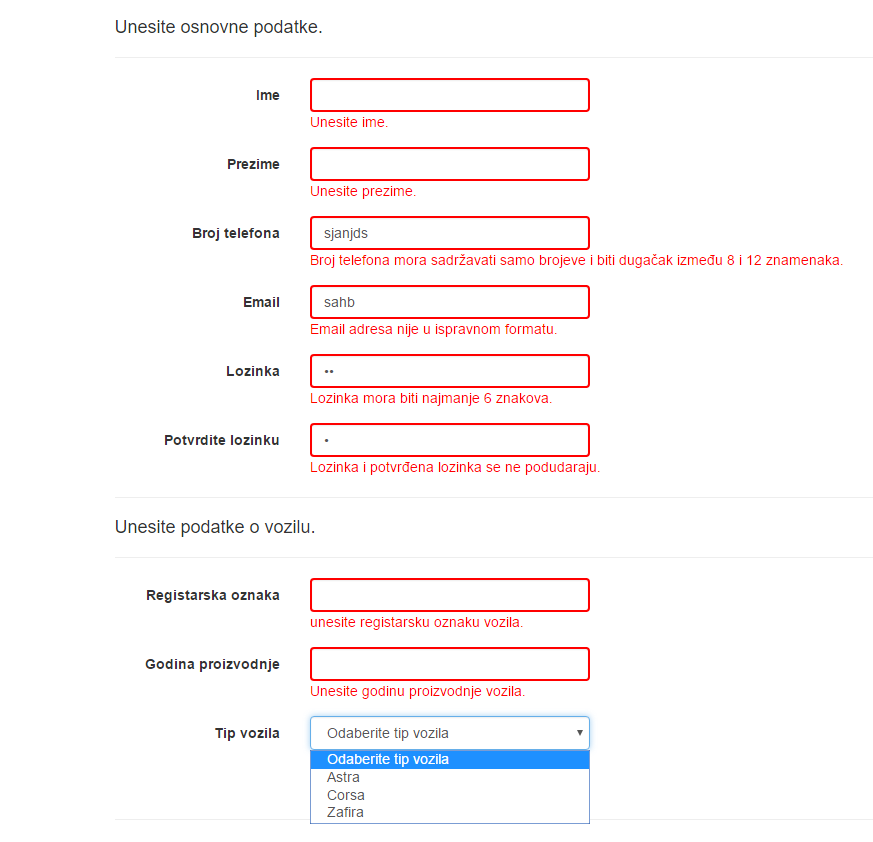 Unesite osnovne podatke.
Ime
Unesite ime.
Prezime
Unesite prezime.
Broj telefona
sjanjds
Broj telefona mora sadržavati samo brojeve i biti dugačak između 8 i 12 znamenaka.
Email
sahb
Email adresa nije u ispravnom formatu.
Lozinka
••
Lozinka mora biti najmanje 6 znakova.
Potvrdite lozinku
•
Lozinka i potvrđena lozinka se ne podudaraju.
Unesite podatke o vozilu.
Registarska oznaka
unesite registarsku oznaku vozila.
Godina proizvodnje
Unesite godinu proizvodnje vozila.
Tip vozila
Odaberite tip vozila
Odaberite tip vozila
Astra
Corsa
Zafira